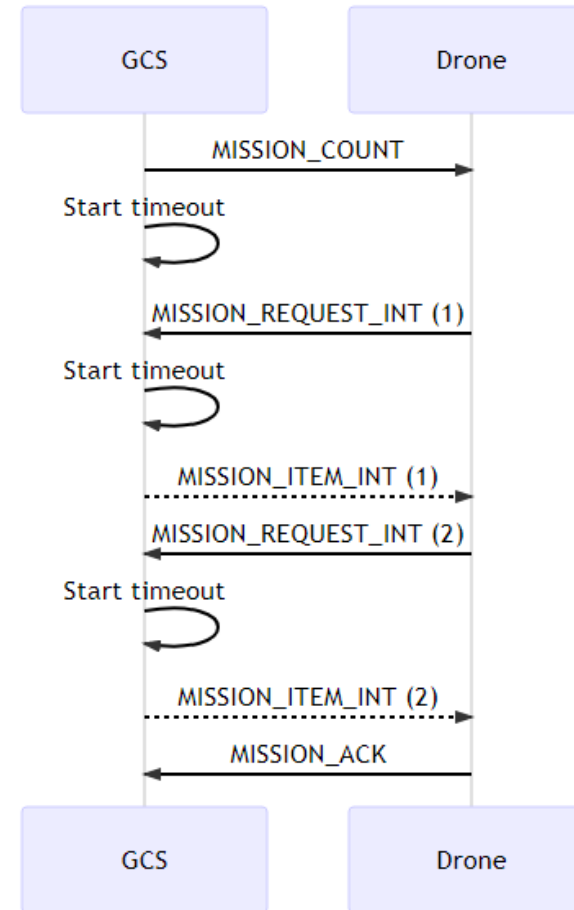 GCS
Drone
MISSION_COUNT
Start timeout
MISSION_REQUEST_INT (1)
Start timeout
MISSION_ITEM_INT (1)
MISSION_REQUEST_INT (2)
Start timeout
MISSION_ITEM_INT (2)
MISSION_ACK
GCS
Drone